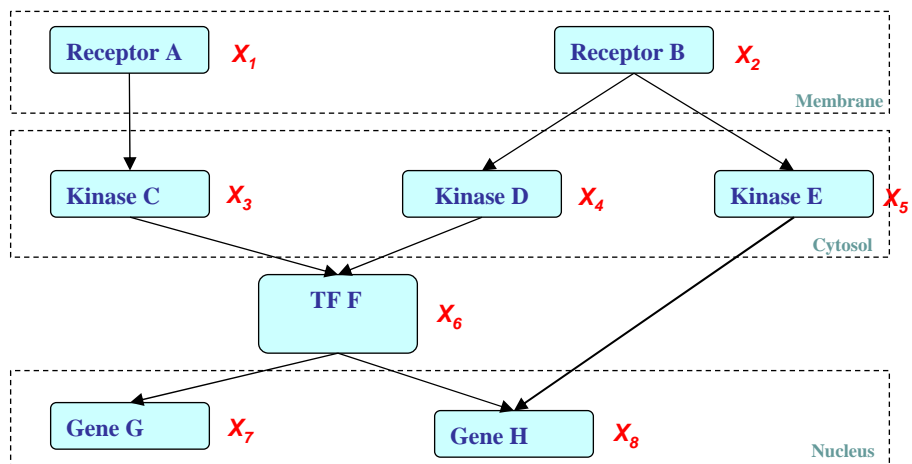 Receptor A
X1
Receptor B
X2
Membrane
Kinase C
X3
Kinase D
X4
Kinase E
X5
Cytosol
TF F
X6
Gene G
X7
Gene H
X8
Nucleus